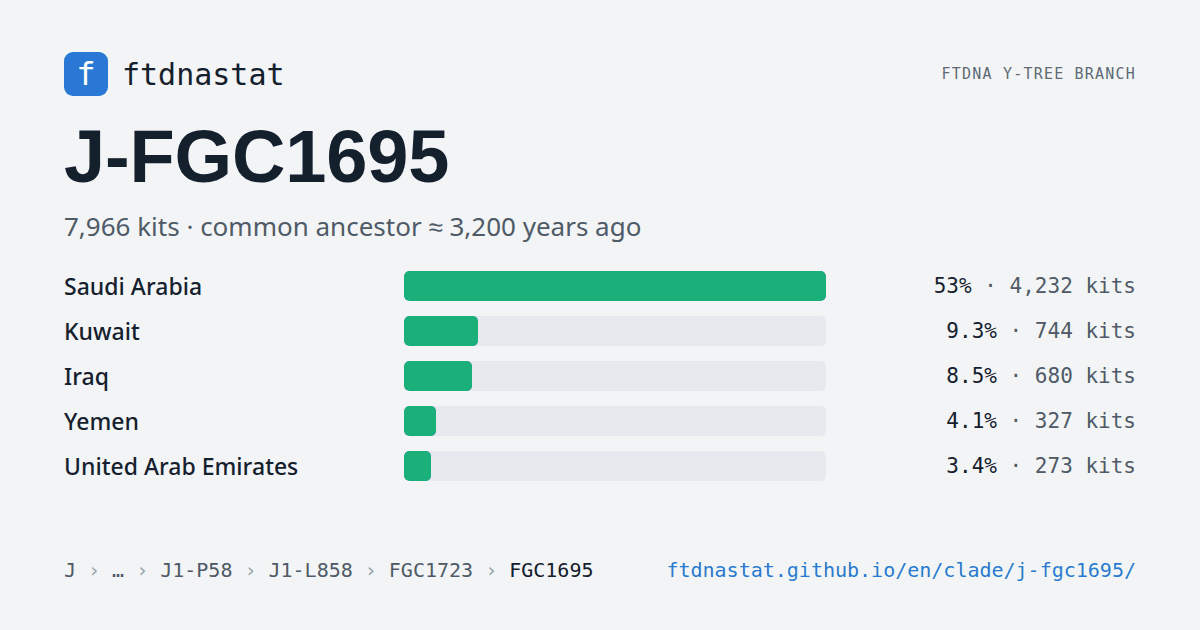 f ftdnastat
FTDNA Y-TREE BRANCH
J-FGC1695
7,966 kits · common ancestor ≈ 3,200 years ago
Saudi Arabia 53% · 4,232 kits
Kuwait 9.3% · 744 kits
Iraq 8.5% · 680 kits
Yemen 4.1% · 327 kits
United Arab Emirates 3.4% · 273 kits
J › … › J1-P58 › J1-L858 › FGC1723 › FGC1695
ftdnastat.github.io/en/clade/j-fgc1695/